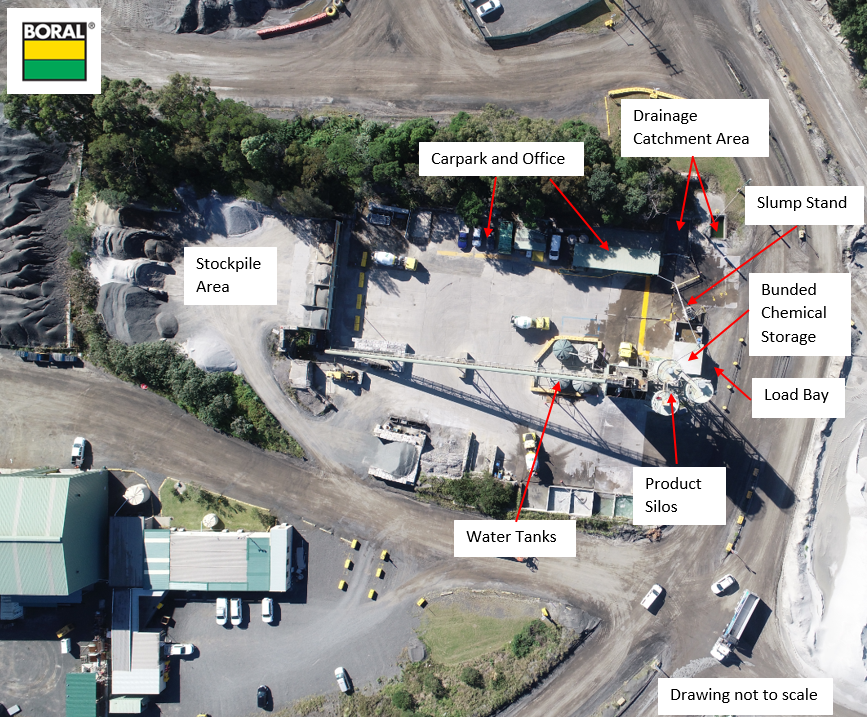 BORAL®
Drainage
Catchment Area
Carpark and Office
Slump Stand
Stockpile
Area
Bunded
Chemical
Storage
Load Bay
Product
Silos
Water Tanks
Drawing not to scale